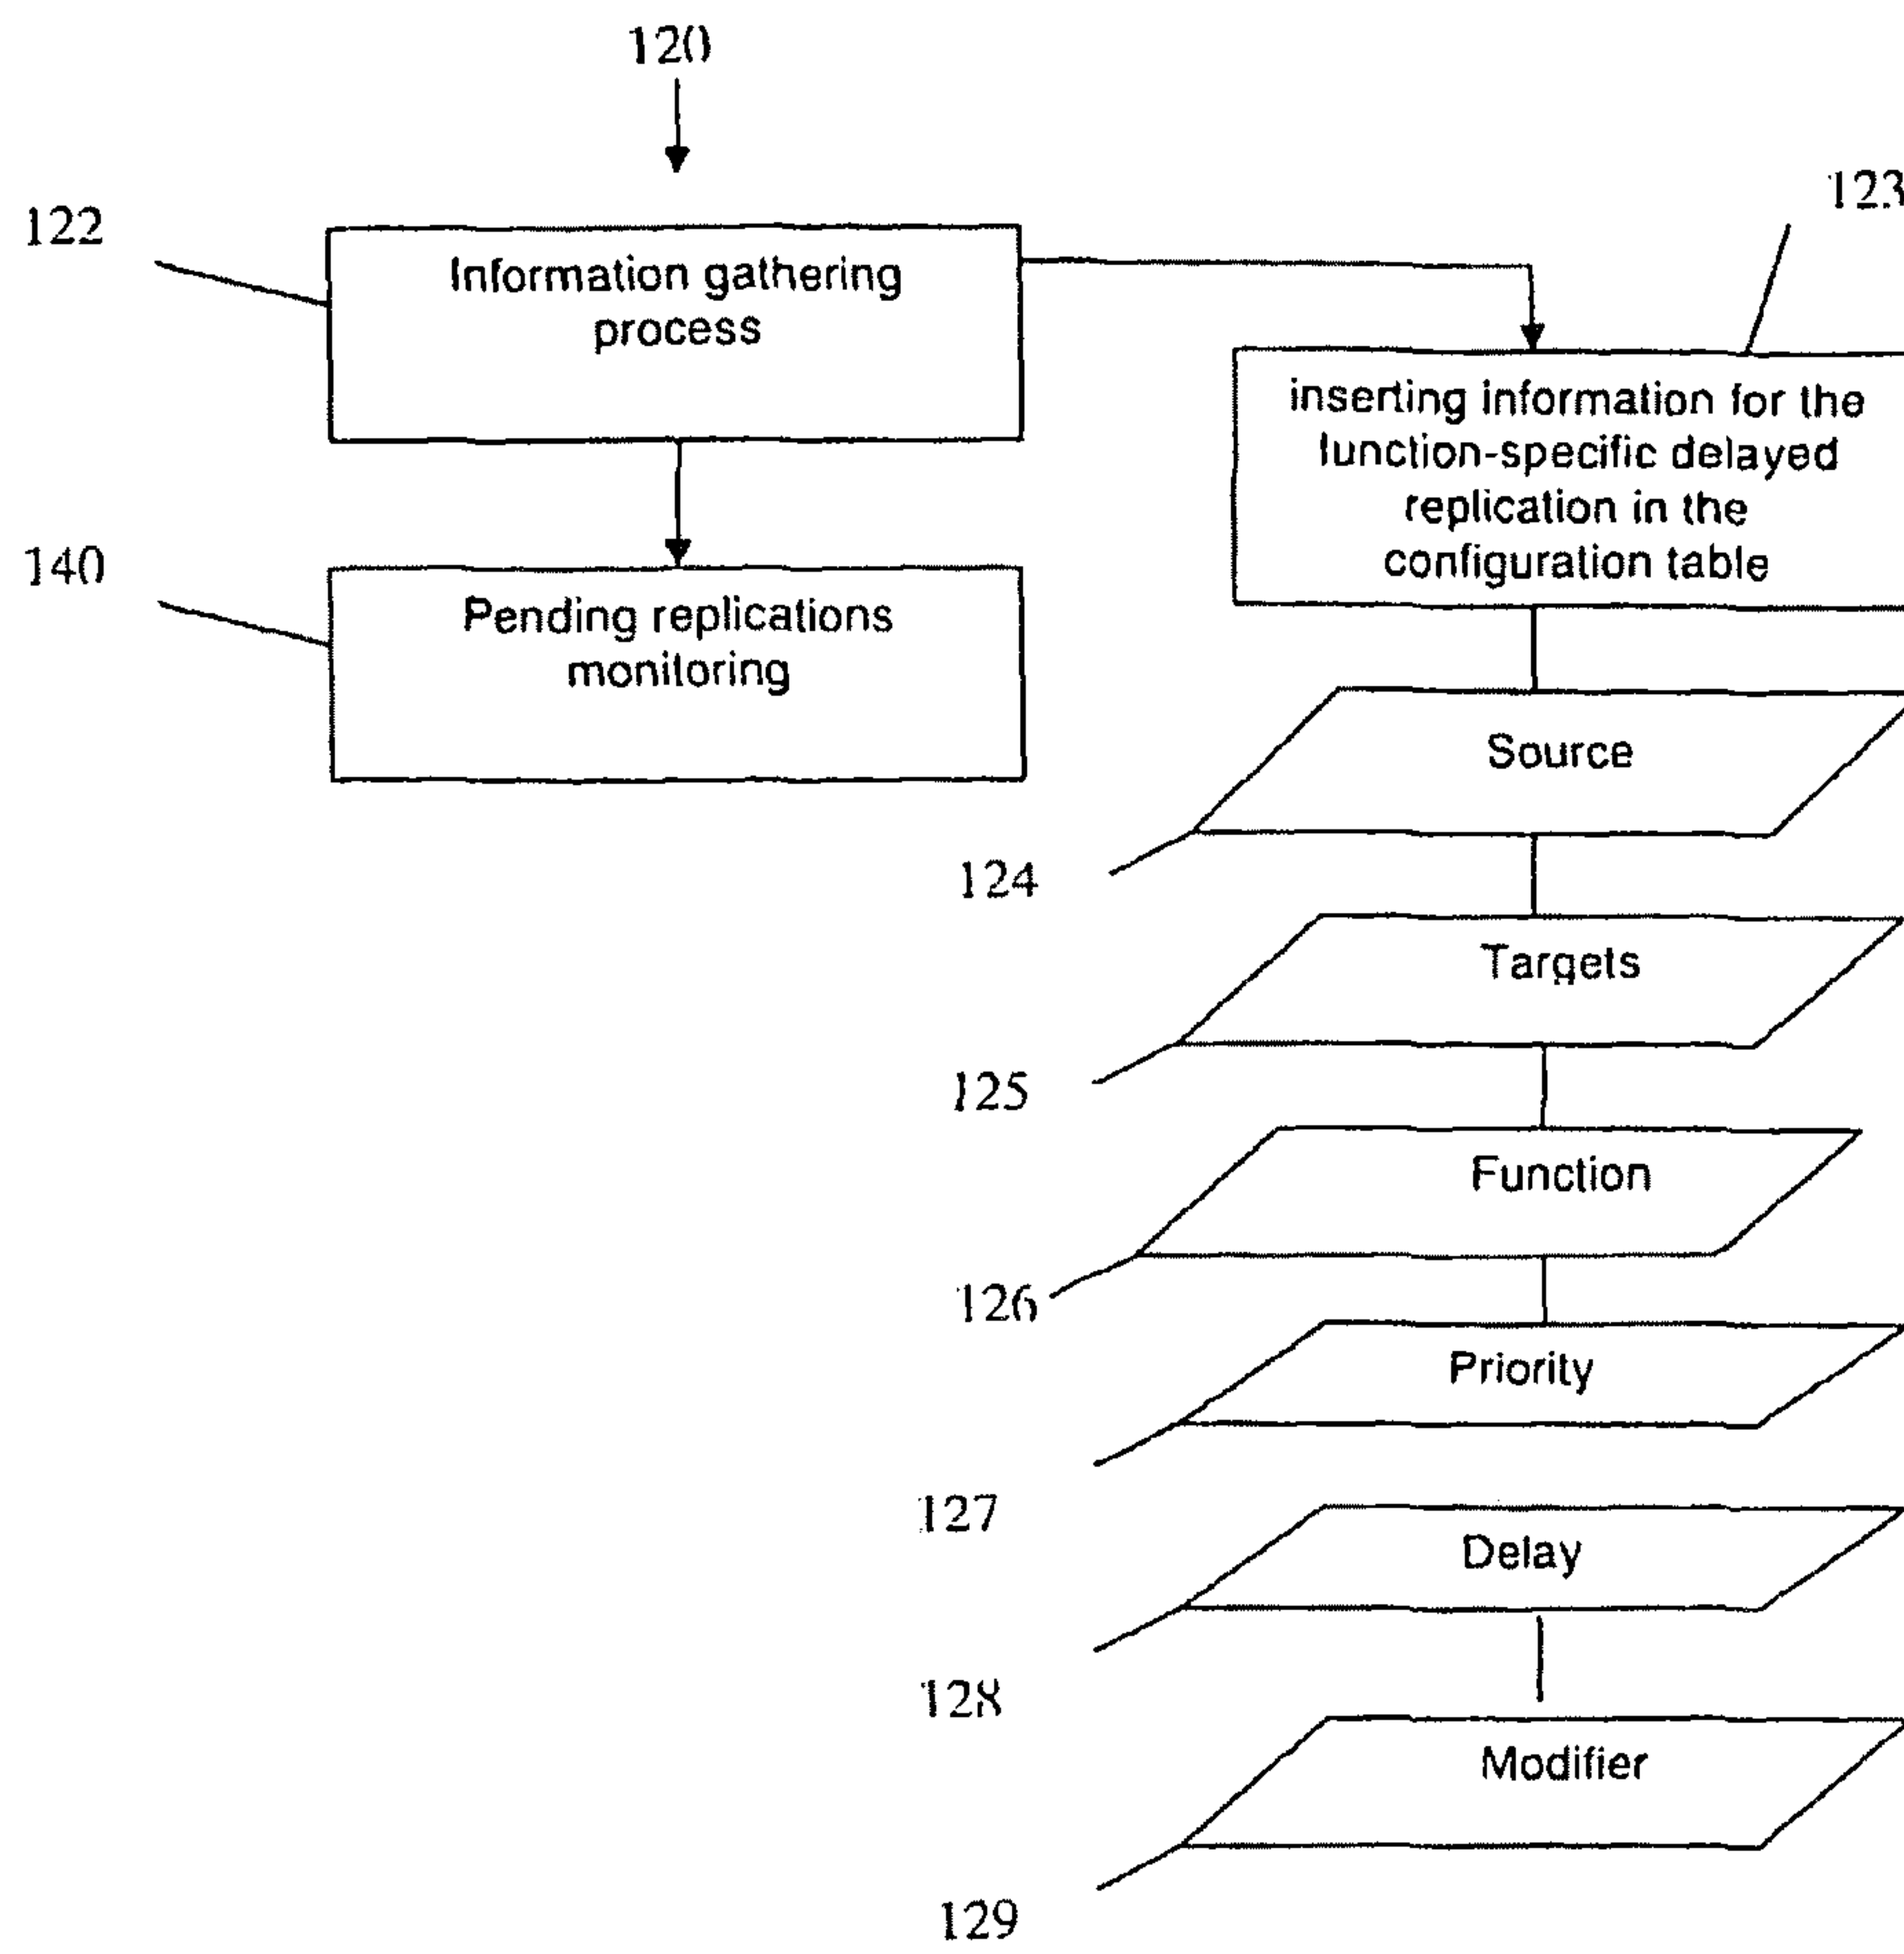 120
123
122
Information gathering
process
inserting information for the
function-specific delayed
replication in the
configuration table
140
Pending replications
monitoring
Source
124
Targets
125
Function
126
Priority
127
Delay
128
Modifier
129